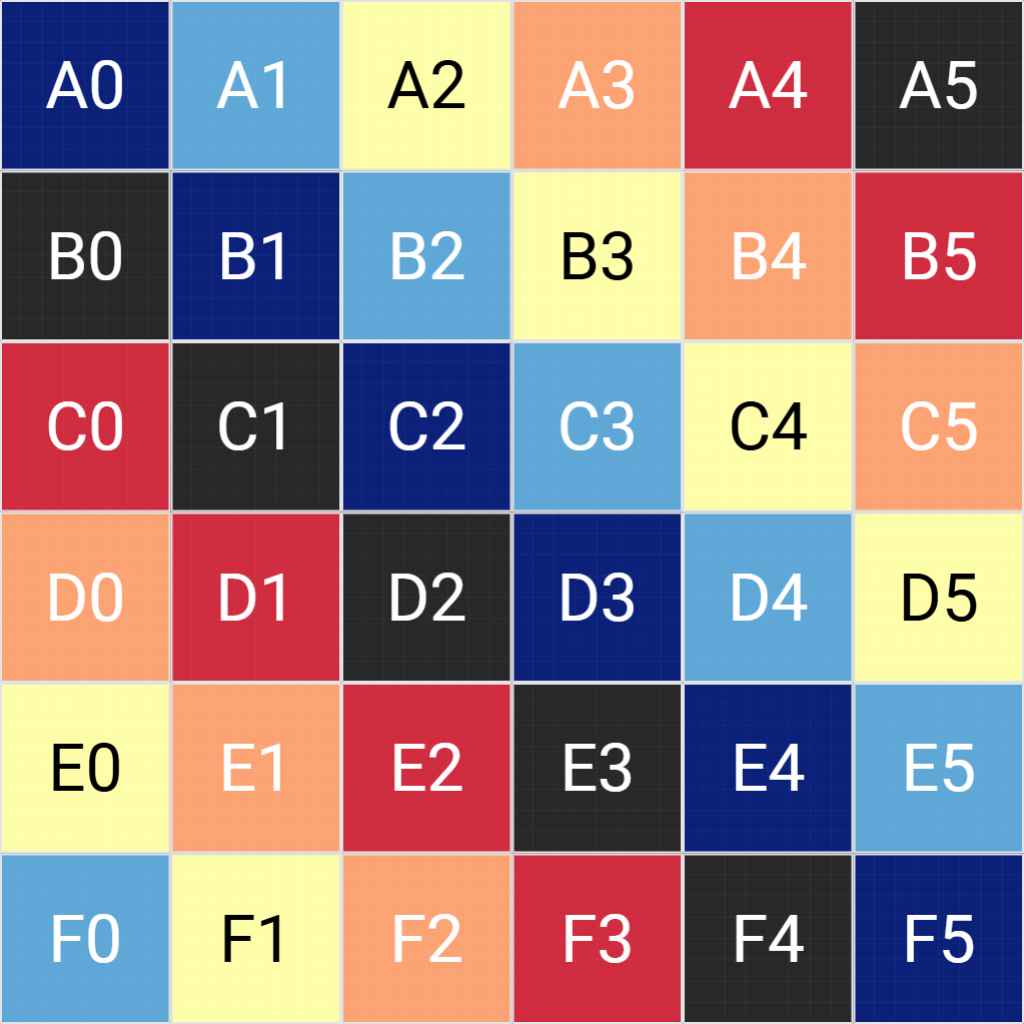 A0 A1 A2 A3 A4 A5
B0 B1 B2 B3 B4 B5
C0 C1 C2 C3 C4 C5
D0 D1 D2 D3 D4 D5
E0 E1 E2 E3 E4 E5
F0 F1 F2 F3 F4 F5